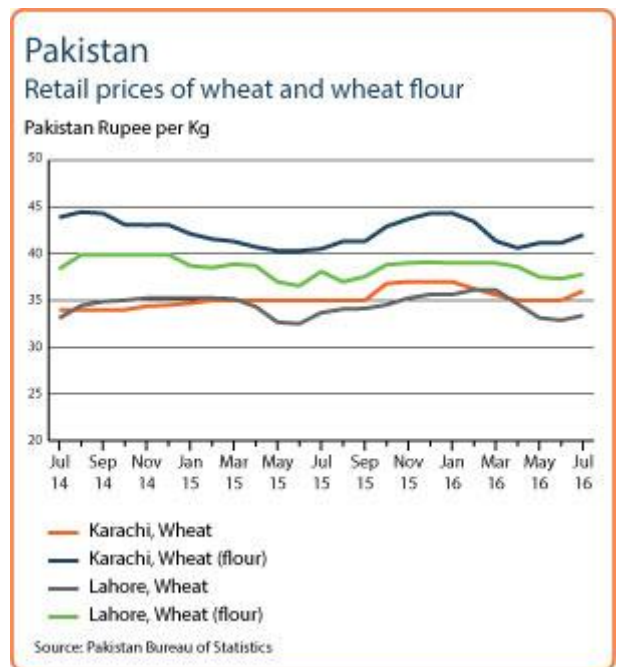 Pakistan
Retail prices of wheat and wheat flour
Pakistan Rupee per Kg
50
45
40
35
30
25
20
Jul Sep Nov Jan Mar May Jul Sep Nov Jan Mar May Jul
14 14 14 15 15 15 15 15 15 16 16 16 16
Karachi, Wheat
Karachi, Wheat (flour)
Lahore, Wheat
Lahore, Wheat (flour)
Source: Pakistan Bureau of Statistics